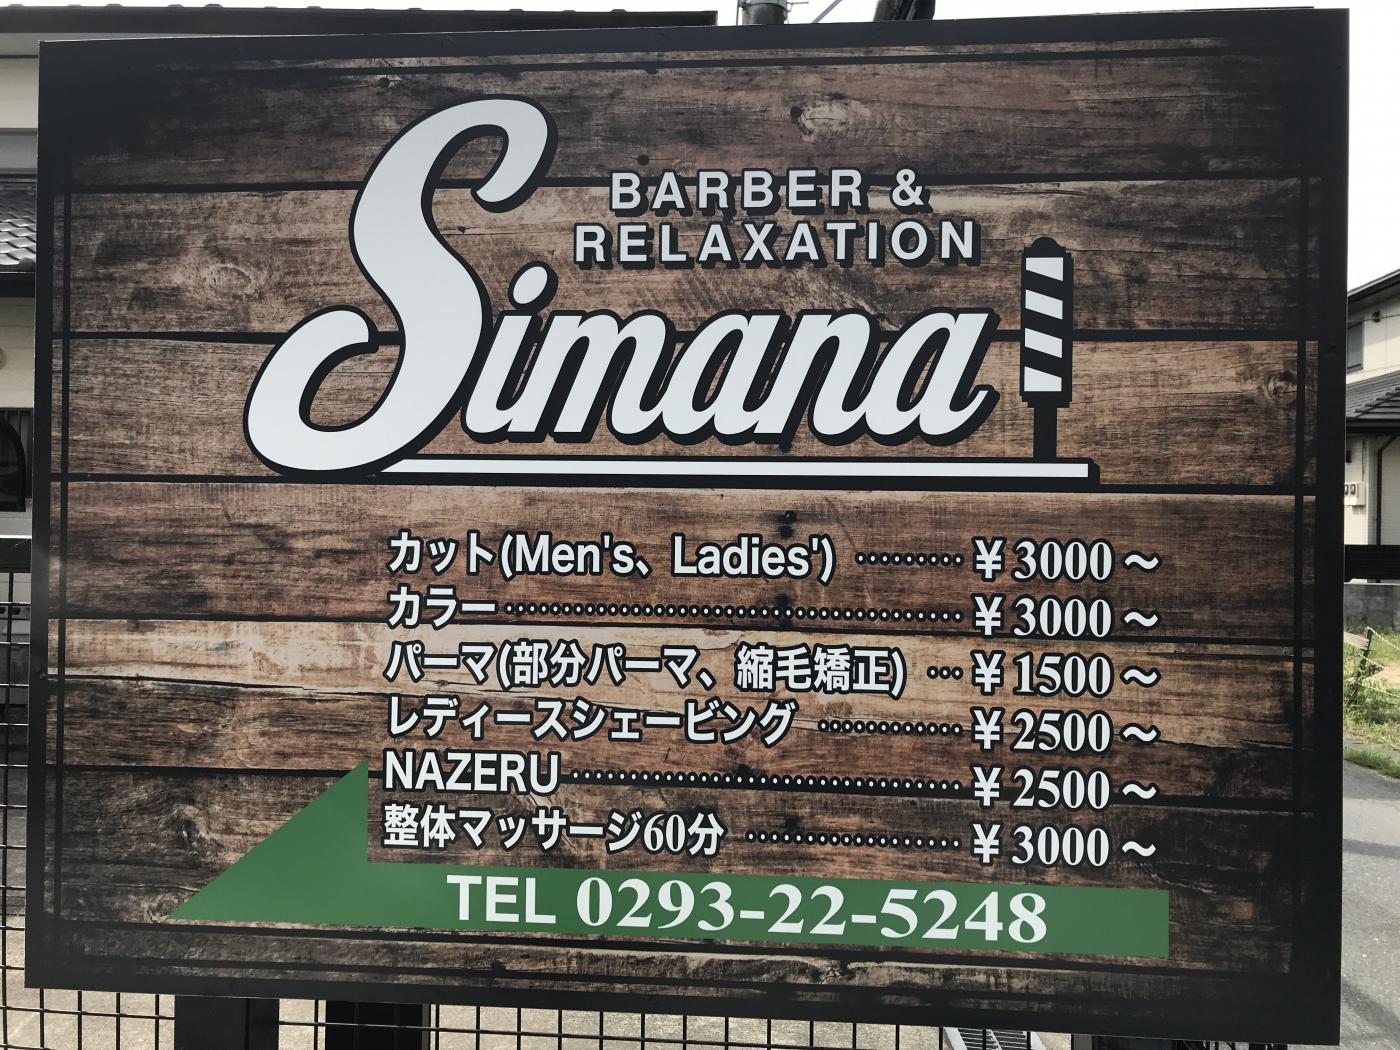 BARBER &
RELAXATION
Simana
カット(Men's、Ladies') ……… ¥3000～
カラー ……………………………… ¥3000～
パーマ(部分パーマ、縮毛矯正) … ¥1500～
レディースシェービング ………… ¥2500～
NAZERU ………………………… ¥2500～
整体マッサージ60分 ……………… ¥3000～
TEL 0293-22-5248